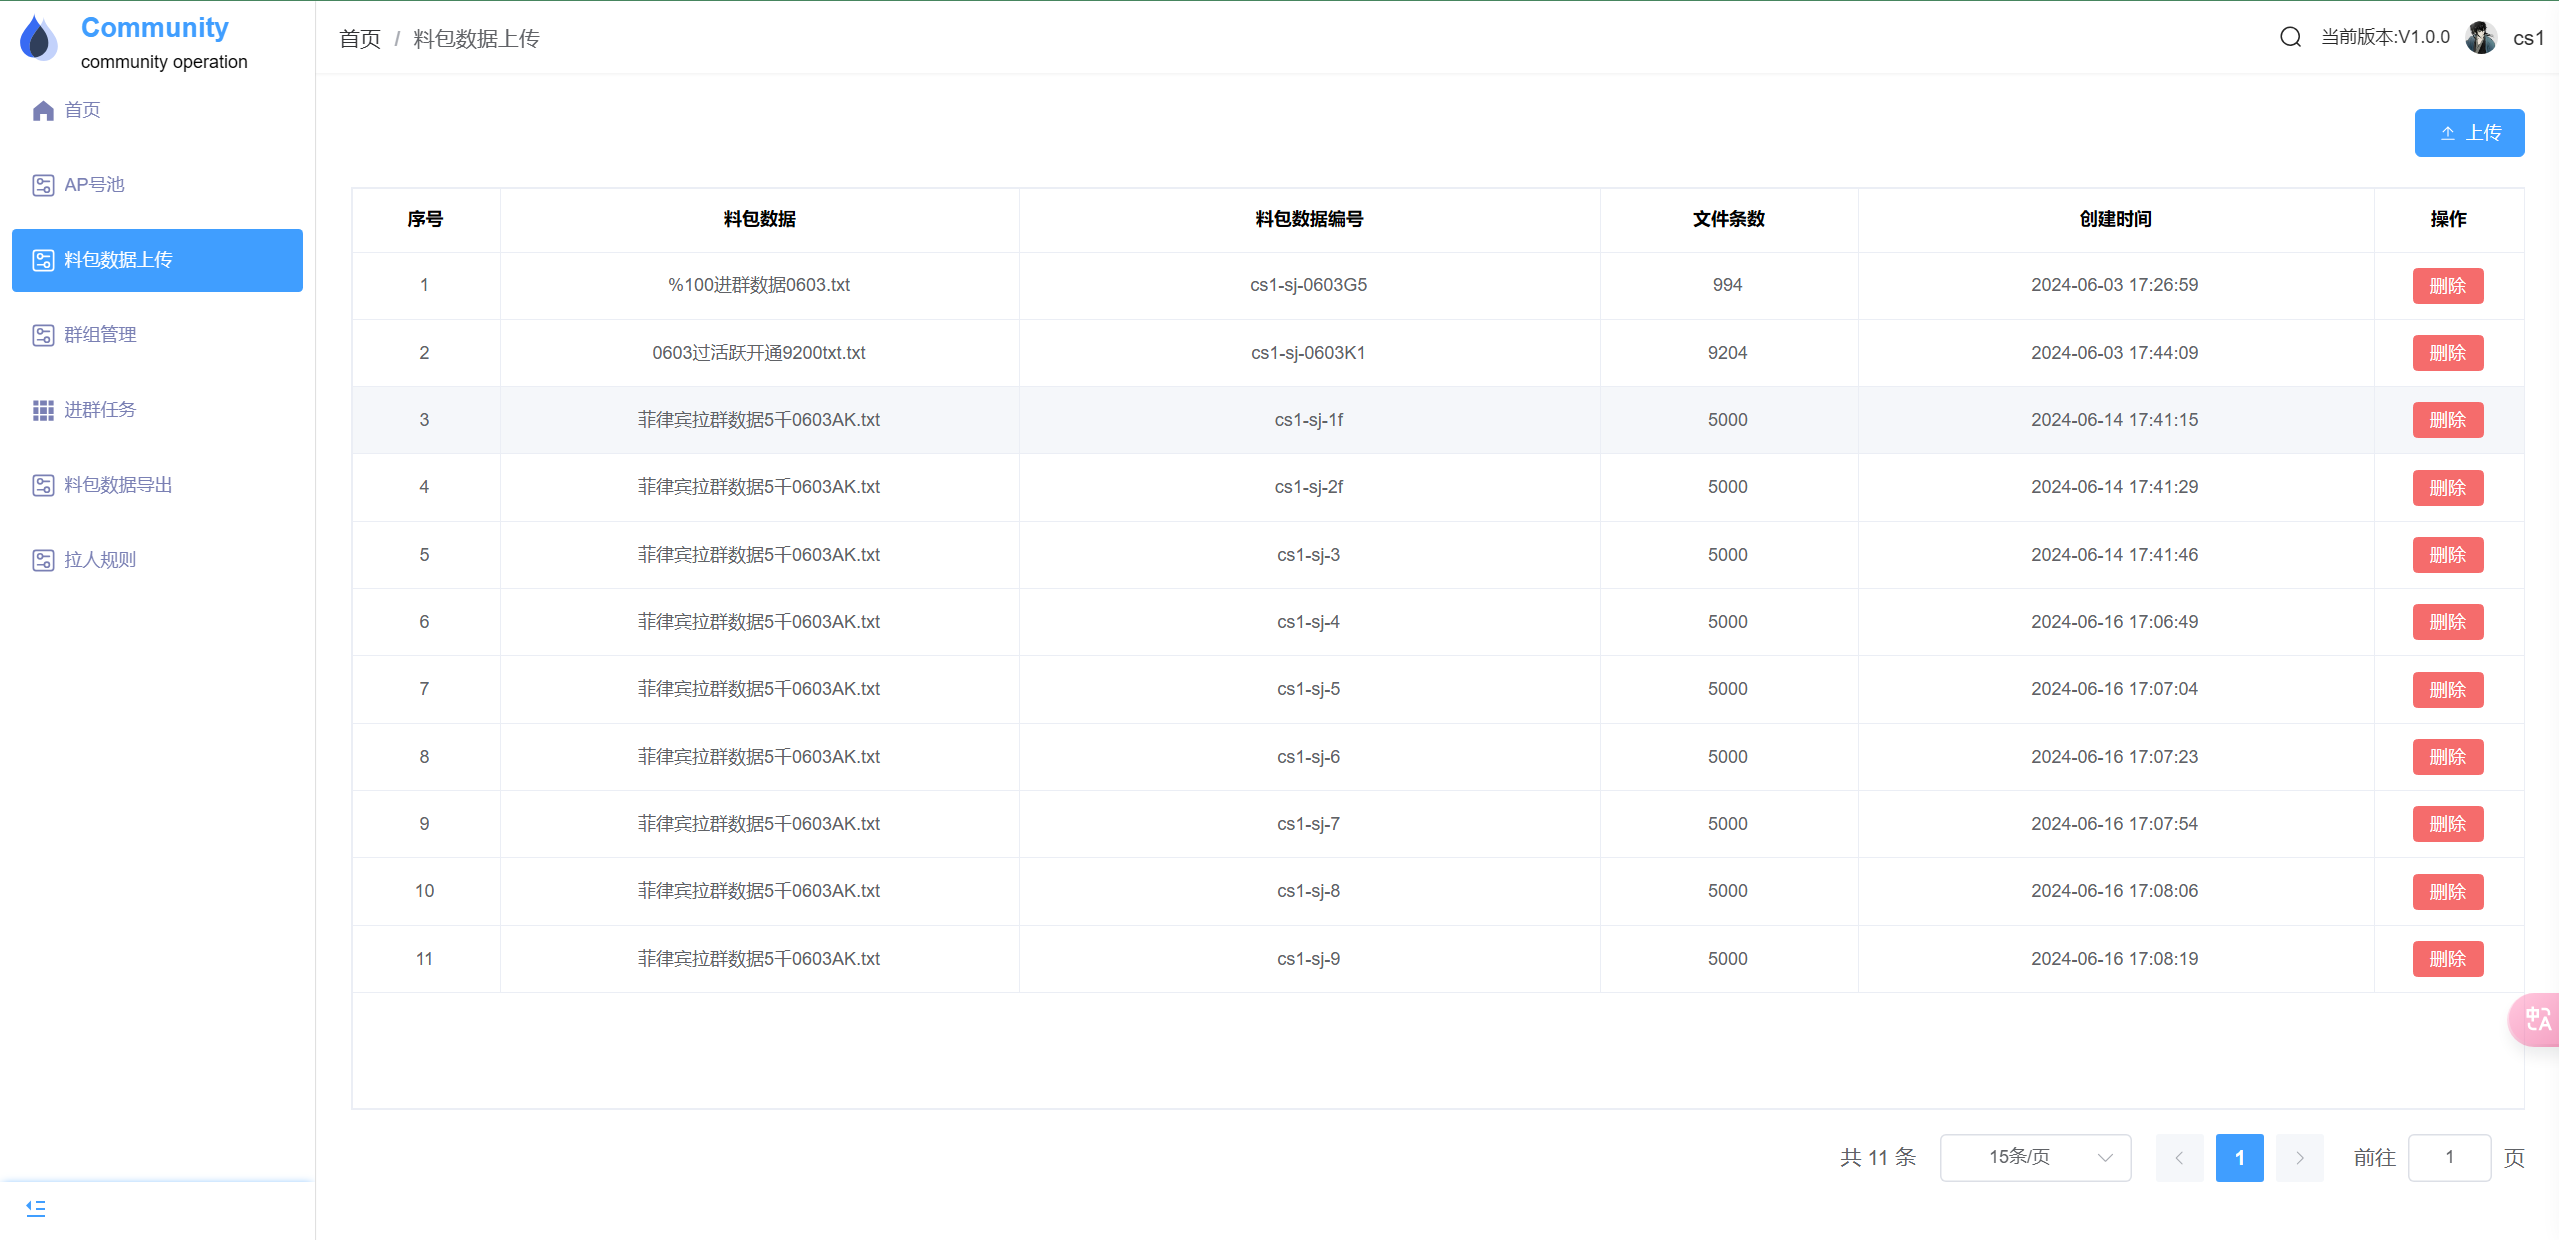 Community
community operation
首页
AP号池
料包数据上传
群组管理
进群任务
料包数据导出
拉人规则
首页 / 料包数据上传
当前版本:V1.0.0 cs1
上传
序号 料包数据 料包数据编号 文件条数 创建时间 操作
1 %100进群数据0603.txt cs1-sj-0603G5 994 2024-06-03 17:26:59 删除
2 0603过活跃开通9200txt.txt cs1-sj-0603K1 9204 2024-06-03 17:44:09 删除
3 菲律宾拉群数据5千0603AK.txt cs1-sj-1f 5000 2024-06-14 17:41:15 删除
4 菲律宾拉群数据5千0603AK.txt cs1-sj-2f 5000 2024-06-14 17:41:29 删除
5 菲律宾拉群数据5千0603AK.txt cs1-sj-3 5000 2024-06-14 17:41:46 删除
6 菲律宾拉群数据5千0603AK.txt cs1-sj-4 5000 2024-06-16 17:06:49 删除
7 菲律宾拉群数据5千0603AK.txt cs1-sj-5 5000 2024-06-16 17:07:04 删除
8 菲律宾拉群数据5千0603AK.txt cs1-sj-6 5000 2024-06-16 17:07:23 删除
9 菲律宾拉群数据5千0603AK.txt cs1-sj-7 5000 2024-06-16 17:07:54 删除
10 菲律宾拉群数据5千0603AK.txt cs1-sj-8 5000 2024-06-16 17:08:06 删除
11 菲律宾拉群数据5千0603AK.txt cs1-sj-9 5000 2024-06-16 17:08:19 删除
中A
共 11 条 15条/页 1 前往 1 页